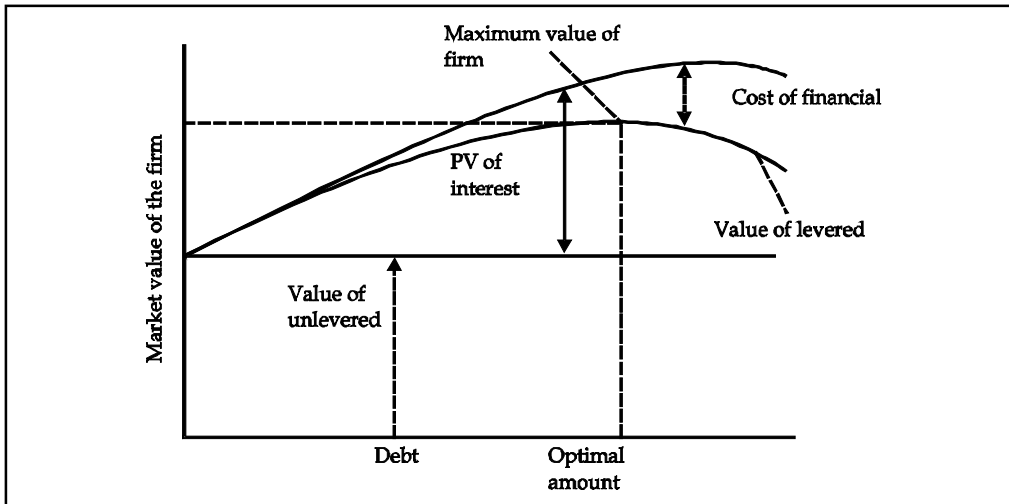 Maximum value of
firm
Cost of financial
PV of
interest
Value of levered
Market value of the firm
Value of
unlevered
Debt
Optimal
amount